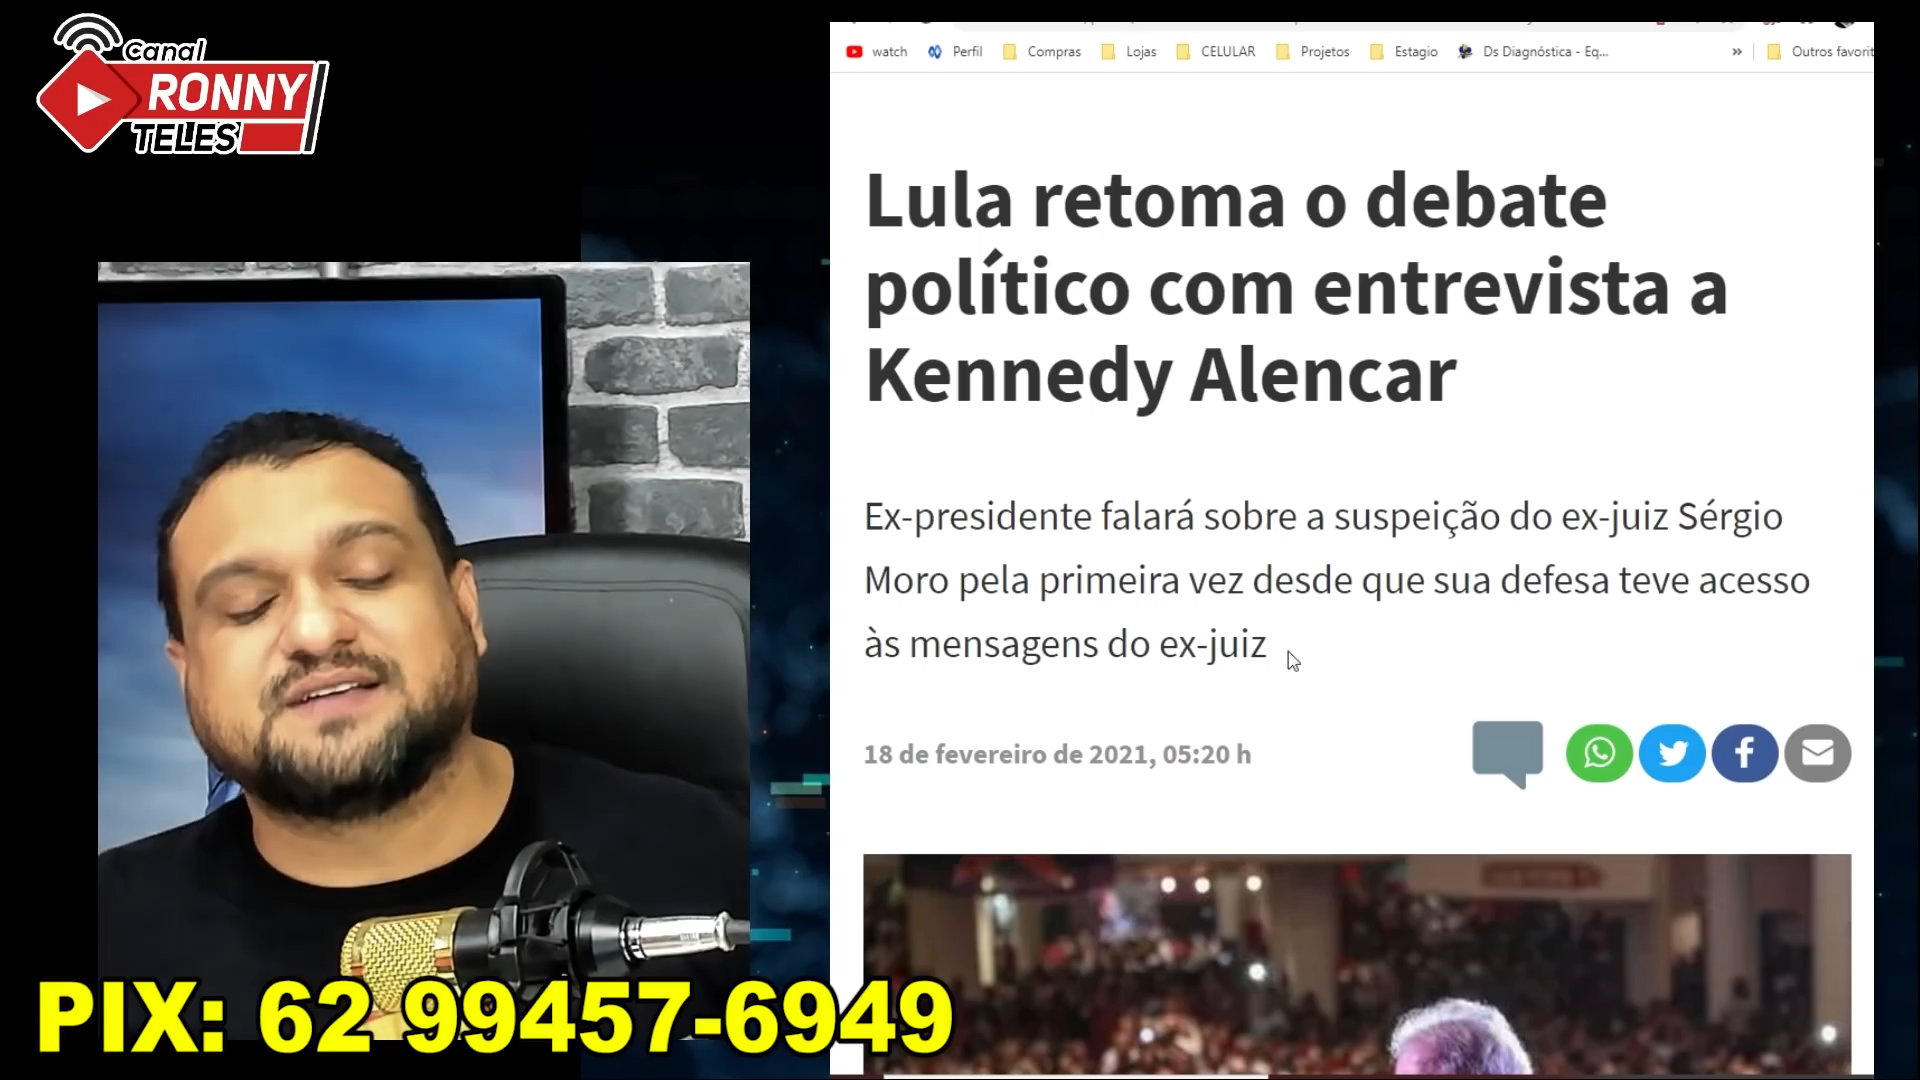 Canal
RONNY
TELES
watch Perfil Compras Lojas CELULAR Projetos Estagio Ds Diagnóstica - Eq... » Outros favorit
Lula retoma o debate
político com entrevista a
Kennedy Alencar
Ex-presidente falará sobre a suspeição do ex-juiz Sérgio
Moro pela primeira vez desde que sua defesa teve acesso
às mensagens do ex-juiz
18 de fevereiro de 2021, 05:20 h
PIX: 62 99457-6949